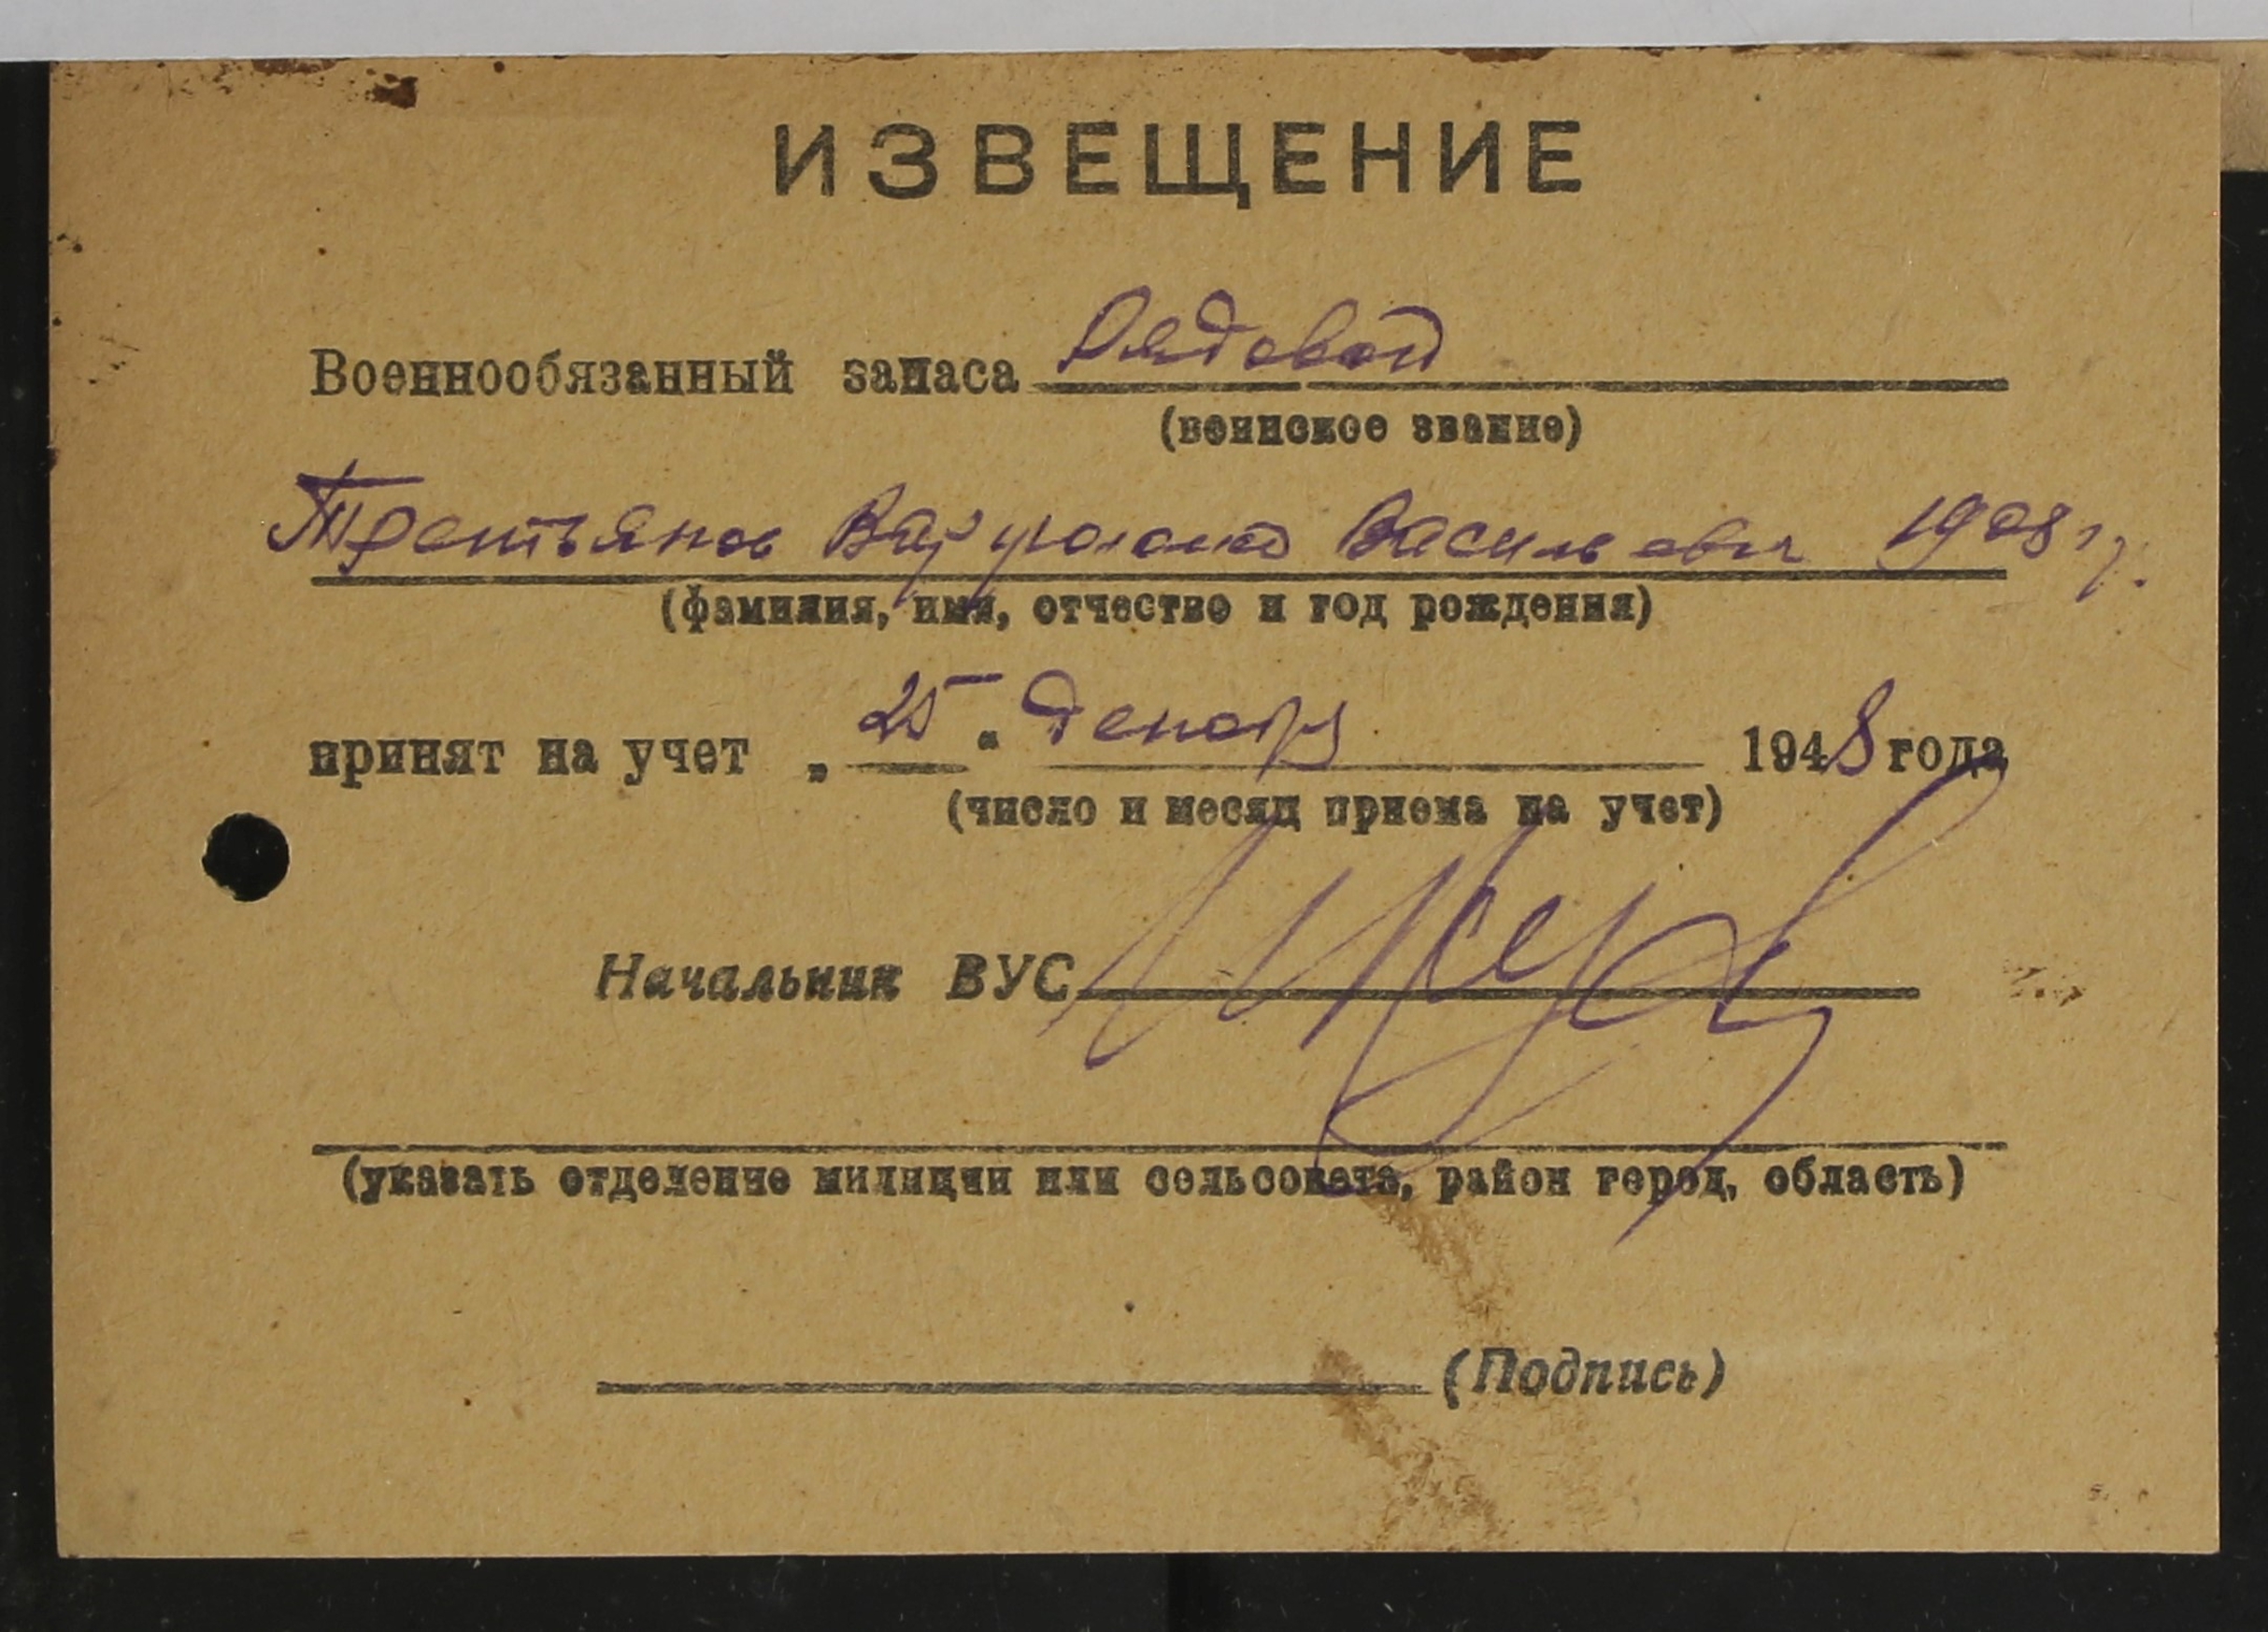 ИЗВЕЩЕНИЕ
Военнообязанный запаса Рядовой
(воинское звание)
Третьяков Варфоломей Васильевич 1908 г.
(фамилия, имя, отчество и год рождения)
принят на учет „25“ декабр 1948 года
(число и месяц приема на учет)
Начальник ВУС
(указать отделение милиции или сельсовета, район город, область)
(Подпись)